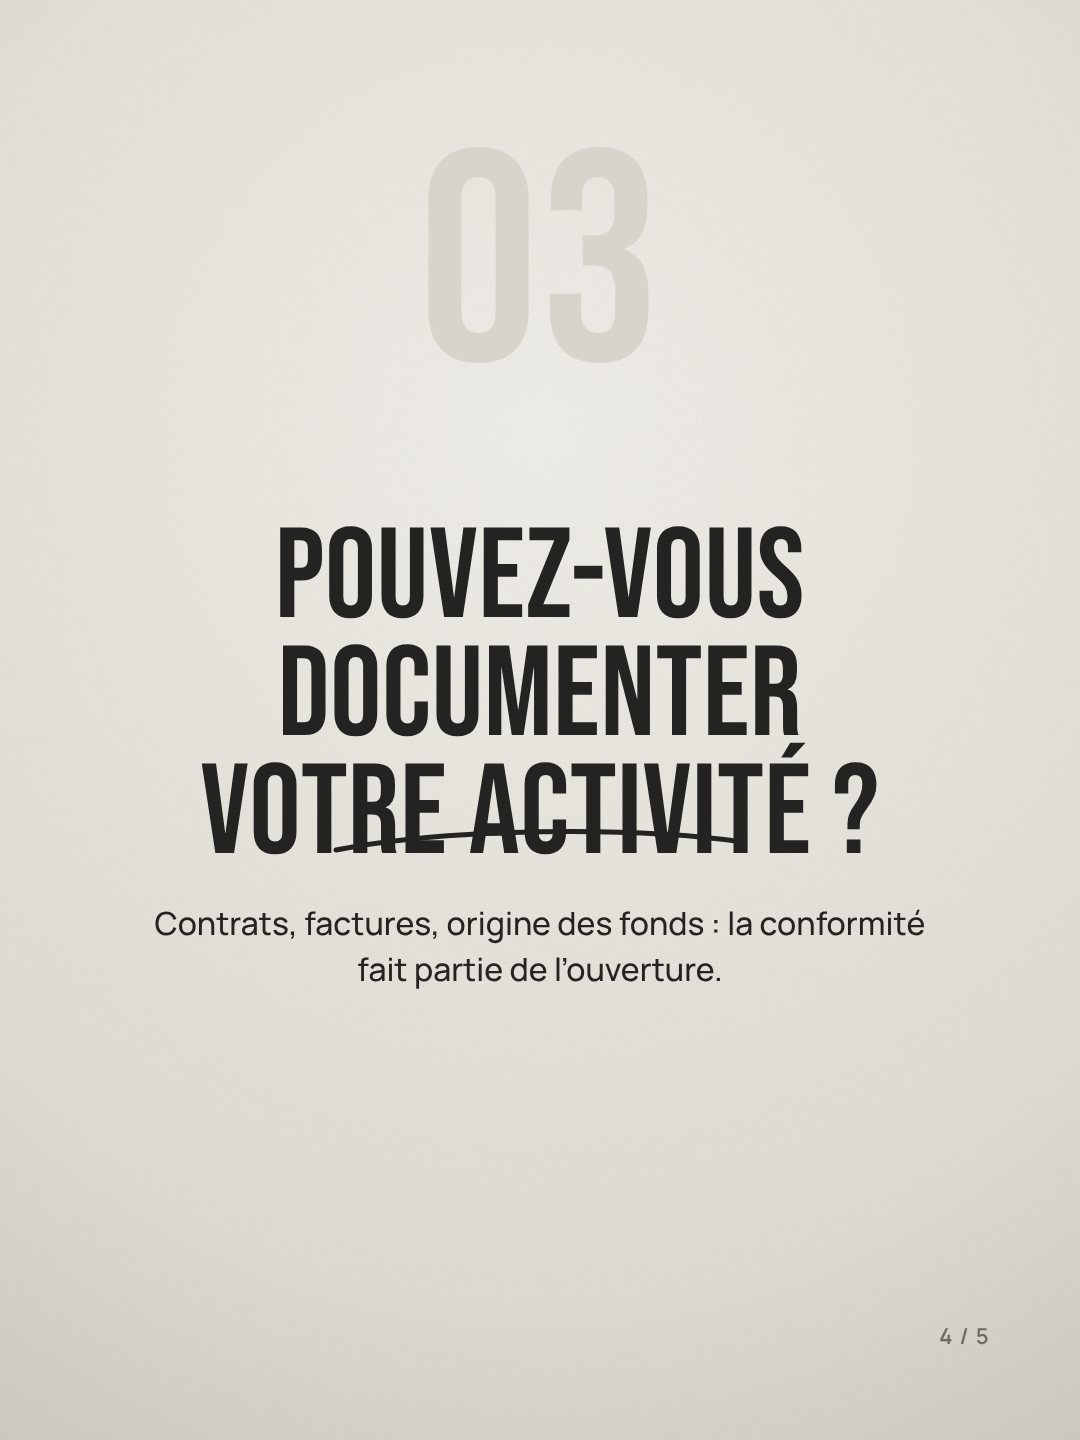 03
POUVEZ-VOUS
DOCUMENTER
VOTRE ACTIVITÉ ?
Contrats, factures, origine des fonds : la conformité
fait partie de l’ouverture.
4 / 5